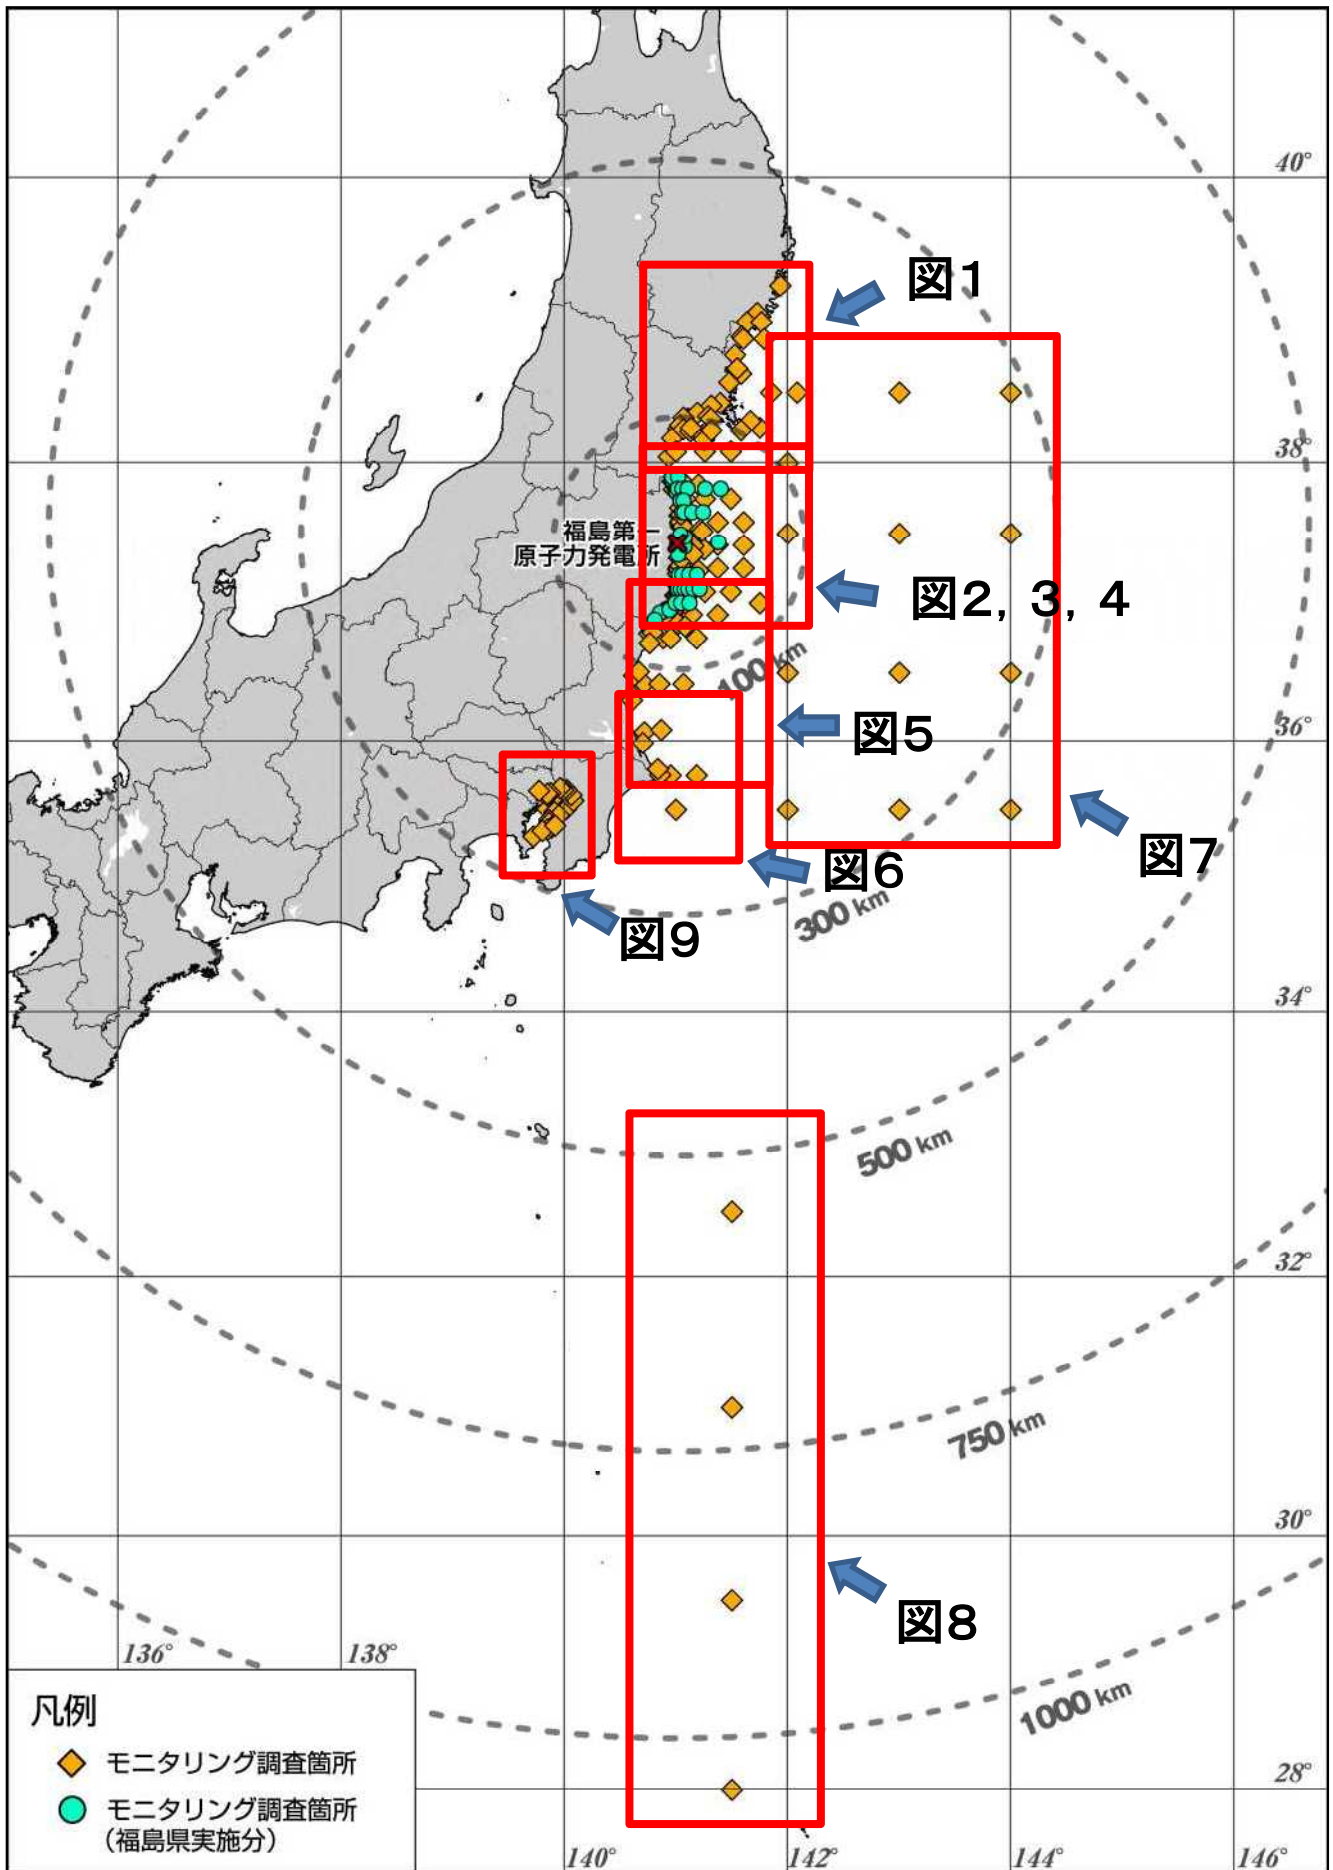 40°
図1
38°
福島第一
原子力発電所
図2, 3, 4
100 km
36°
図5
図7
図6
300 km
図9
34°
500 km
32°
750 km
30°
図8
136°
138°
1000 km
凡例
モニタリング調査箇所
28°
モニタリング調査箇所
（福島県実施分）
140°
142°
144°
146°